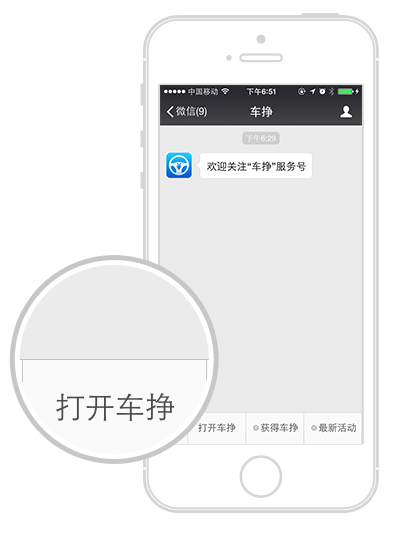 中国移动 下午6:51
微信(9) 车挣
下午6:29
欢迎关注“车挣”服务号
打开车挣
打开车挣 获得车挣 最新活动